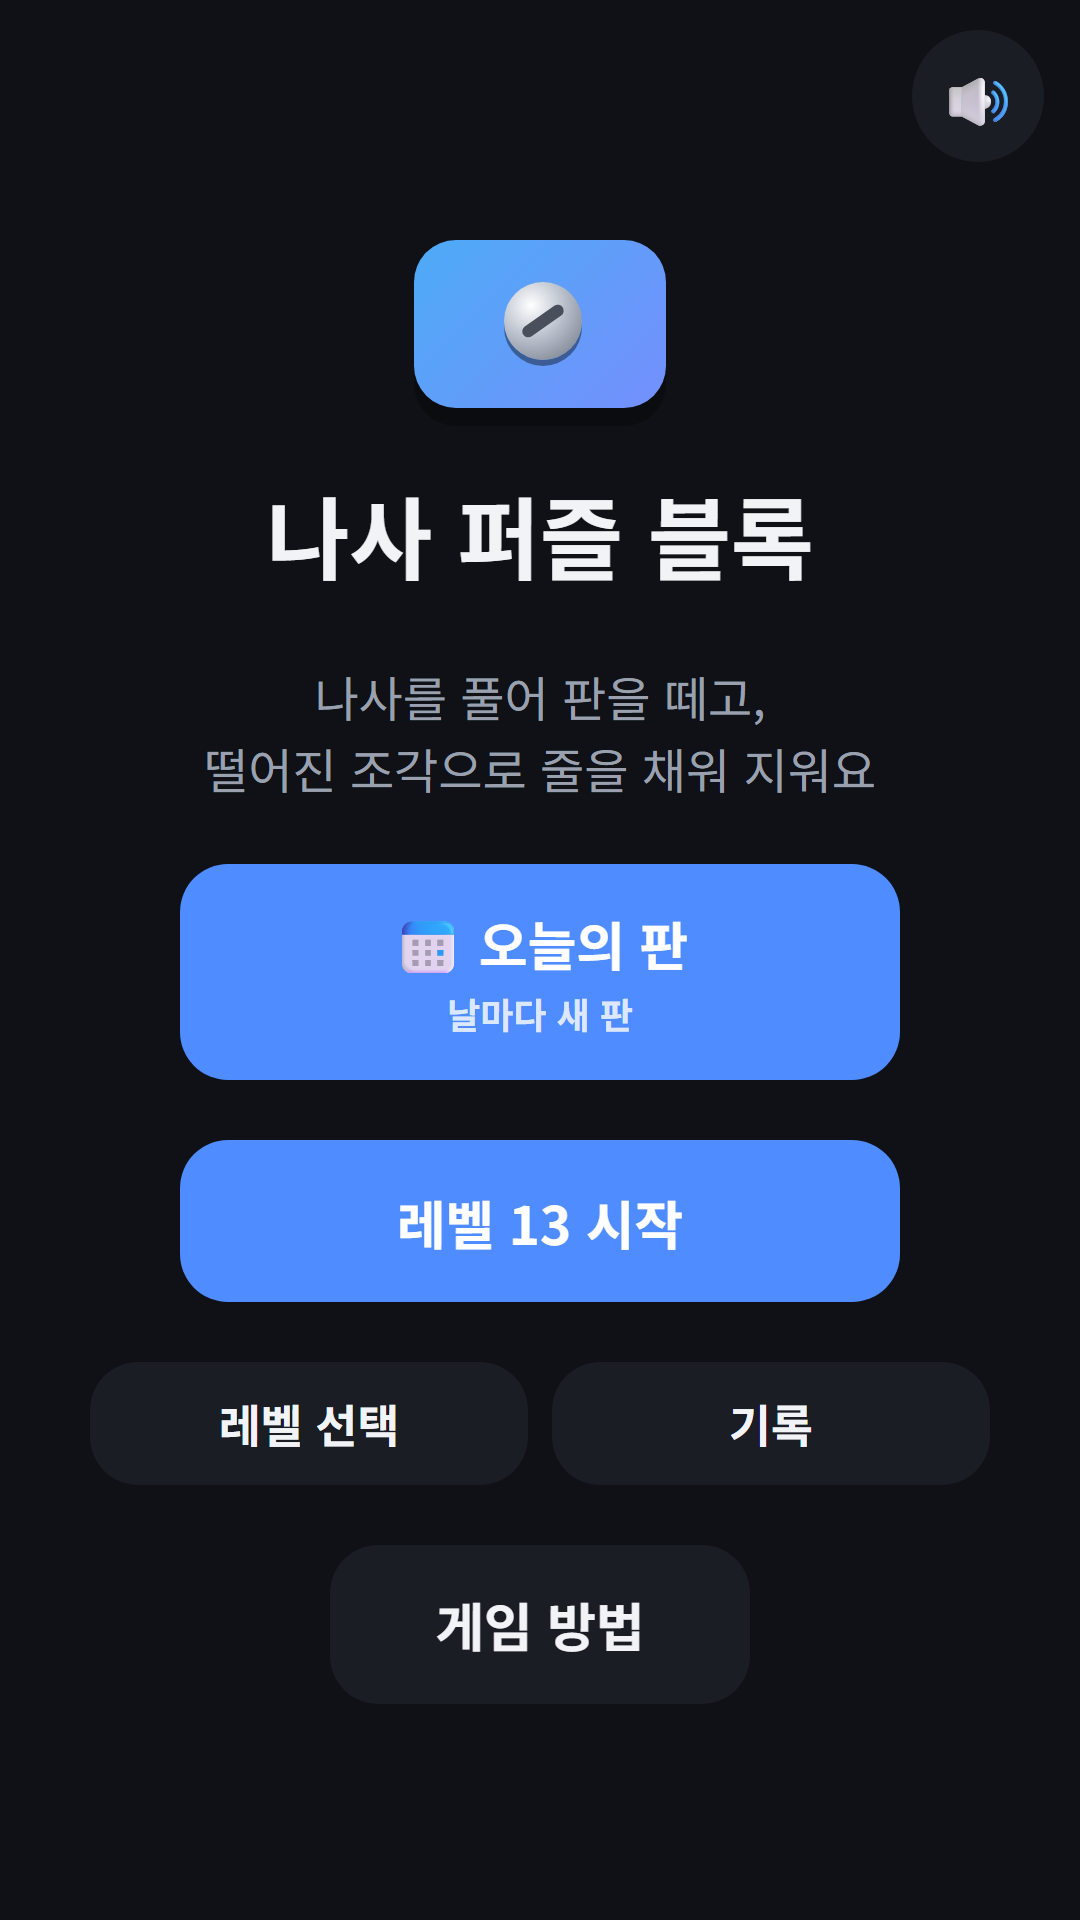 나사 퍼즐 블록
나사를 풀어 판을 떼고,
떨어진 조각으로 줄을 채워 지워요
오늘의 판
날마다 새 판
레벨 13 시작
레벨 선택
기록
게임 방법